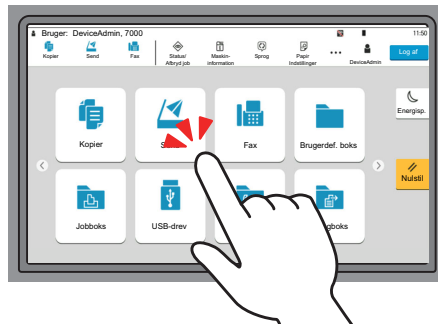 Bruger: DeviceAdmin, 7000
11:50
Kopier
Send
Fax
Status/
Afbryd job
Maskin-
information
Sprog
Papir
Indstillinger
DeviceAdmin
Log af
Kopier
Fax
Brugerdef. boks
Energisp.
Nulstil
Jobboks
USB-drev